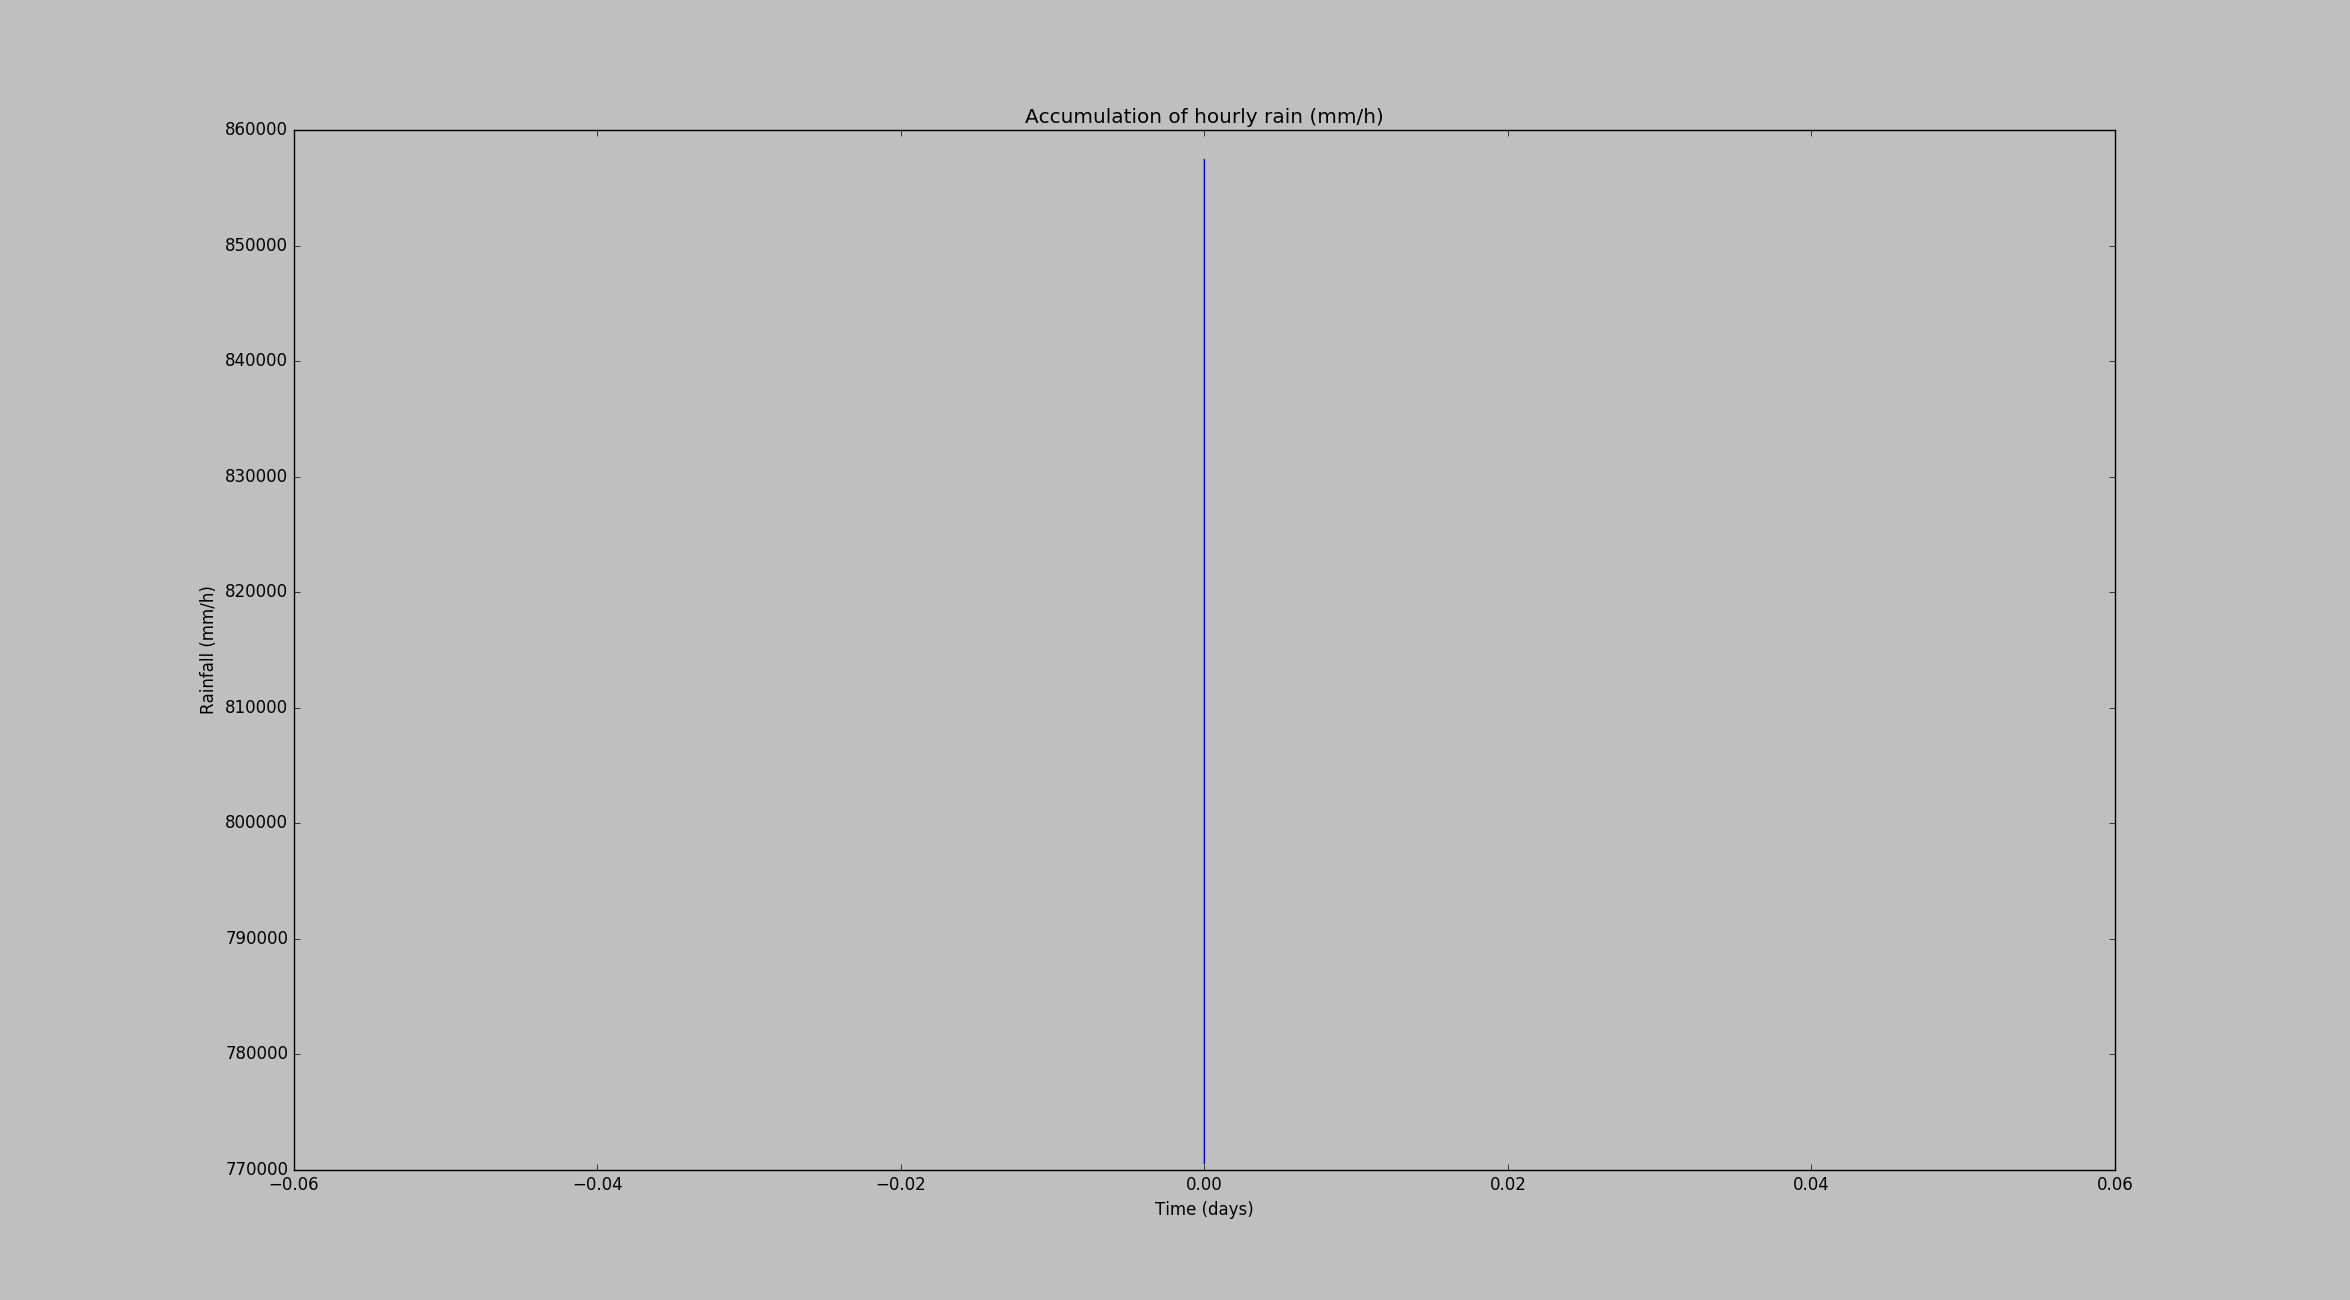 Accumulation of hourly rain (mm/h)
860000
850000
840000
830000
820000
810000
800000
790000
780000
770000
Rainfall (mm/h)
−0.06 −0.04 −0.02 0.00 0.02 0.04 0.06
Time (days)